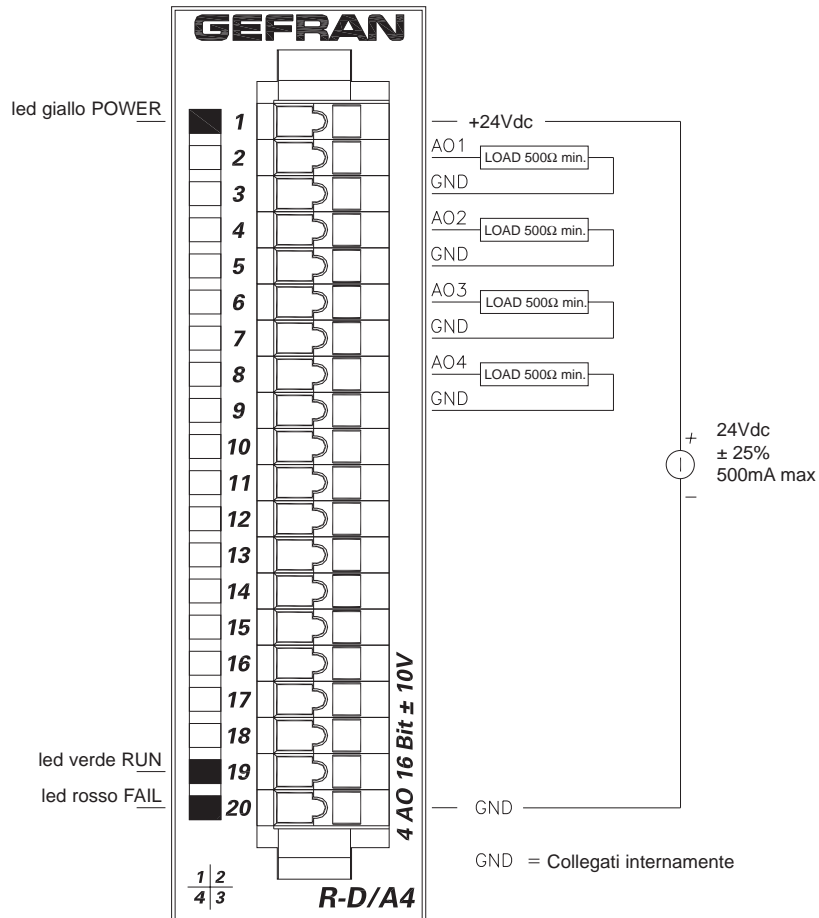 GEFRAN
led giallo POWER
1
+24Vdc
2
AO1
LOAD 500Ω min.
3
GND
4
AO2
LOAD 500Ω min.
5
GND
6
AO3
LOAD 500Ω min.
7
GND
8
AO4
LOAD 500Ω min.
9
GND
10
11
12
13
14
15
16
17
18
led verde RUN
19
led rosso FAIL
20
GND
+
24Vdc
± 25%
500mA max
–
4 AO 16 Bit ± 10V
GND = Collegati internamente
1 2
4 3
R-D/A4